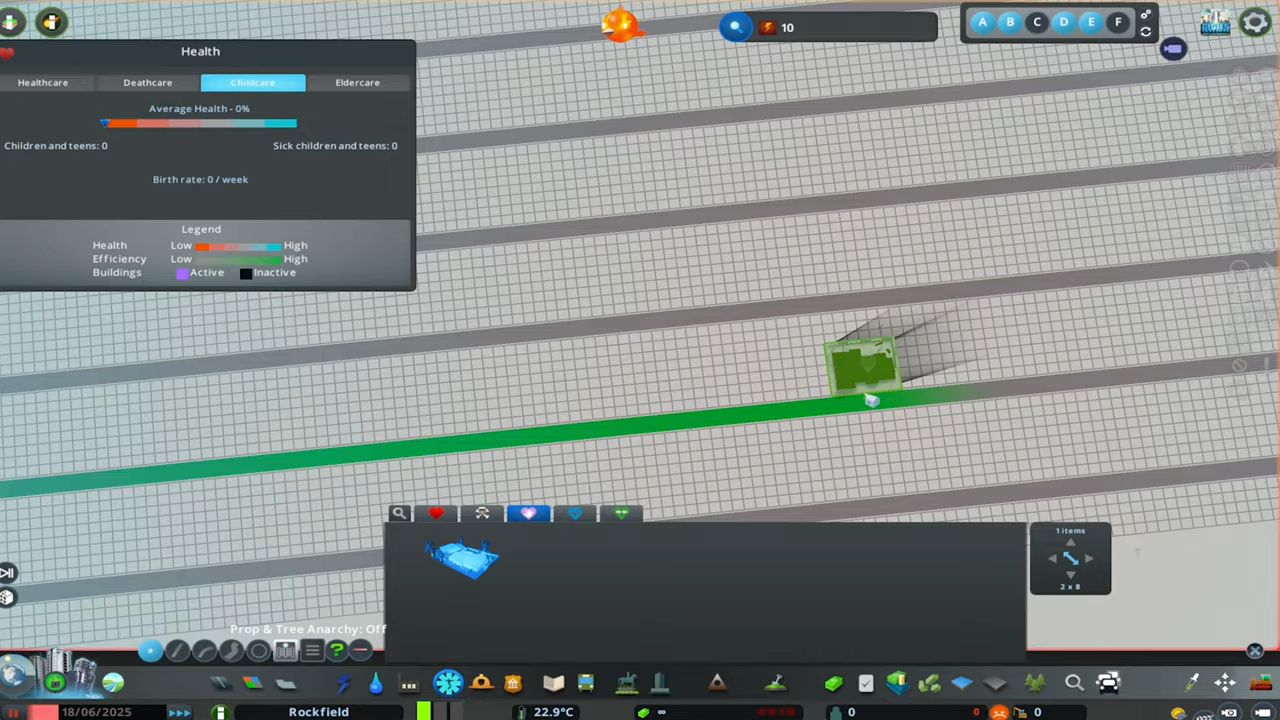 10
A B C D E F
Health
Healthcare Deathcare Childcare Eldercare
Average Health - 0%
Children and teens: 0 Sick children and teens: 0
Birth rate: 0 / week
Legend
Health Low High
Efficiency Low High
Buildings Active Inactive
1 items
2 x 8
Prop & Tree Anarchy: Off
?
18/06/2025 Rockfield 22.9°C ∞ 0 0 0